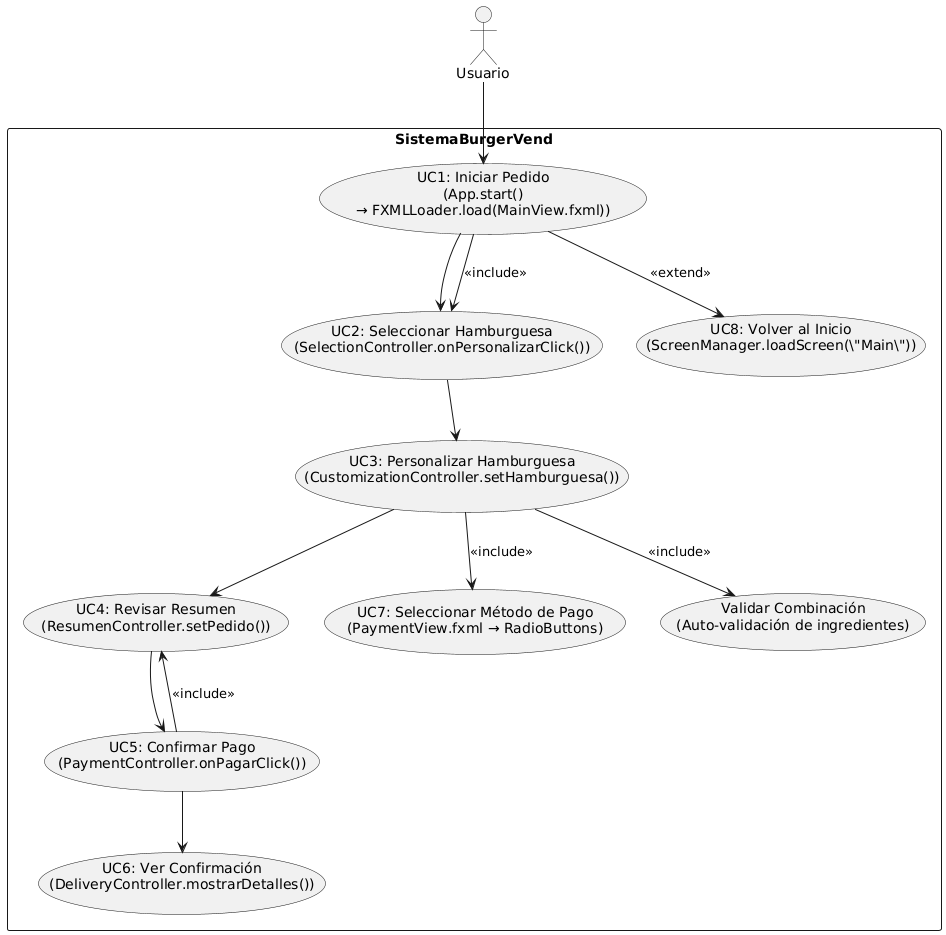 Usuario
SistemaBurgerVend
UC1: Iniciar Pedido
(App.start()
→ FXMLLoader.load(MainView.fxml))
«include»
«extend»
UC2: Seleccionar Hamburguesa
(SelectionController.onPersonalizarClick())
UC8: Volver al Inicio
(ScreenManager.loadScreen(\"Main\"))
UC3: Personalizar Hamburguesa
(CustomizationController.setHamburguesa())
«include»
«include»
UC4: Revisar Resumen
(ResumenController.setPedido())
UC7: Seleccionar Método de Pago
(PaymentView.fxml → RadioButtons)
Validar Combinación
(Auto-validación de ingredientes)
«include»
UC5: Confirmar Pago
(PaymentController.onPagarClick())
UC6: Ver Confirmación
(DeliveryController.mostrarDetalles())